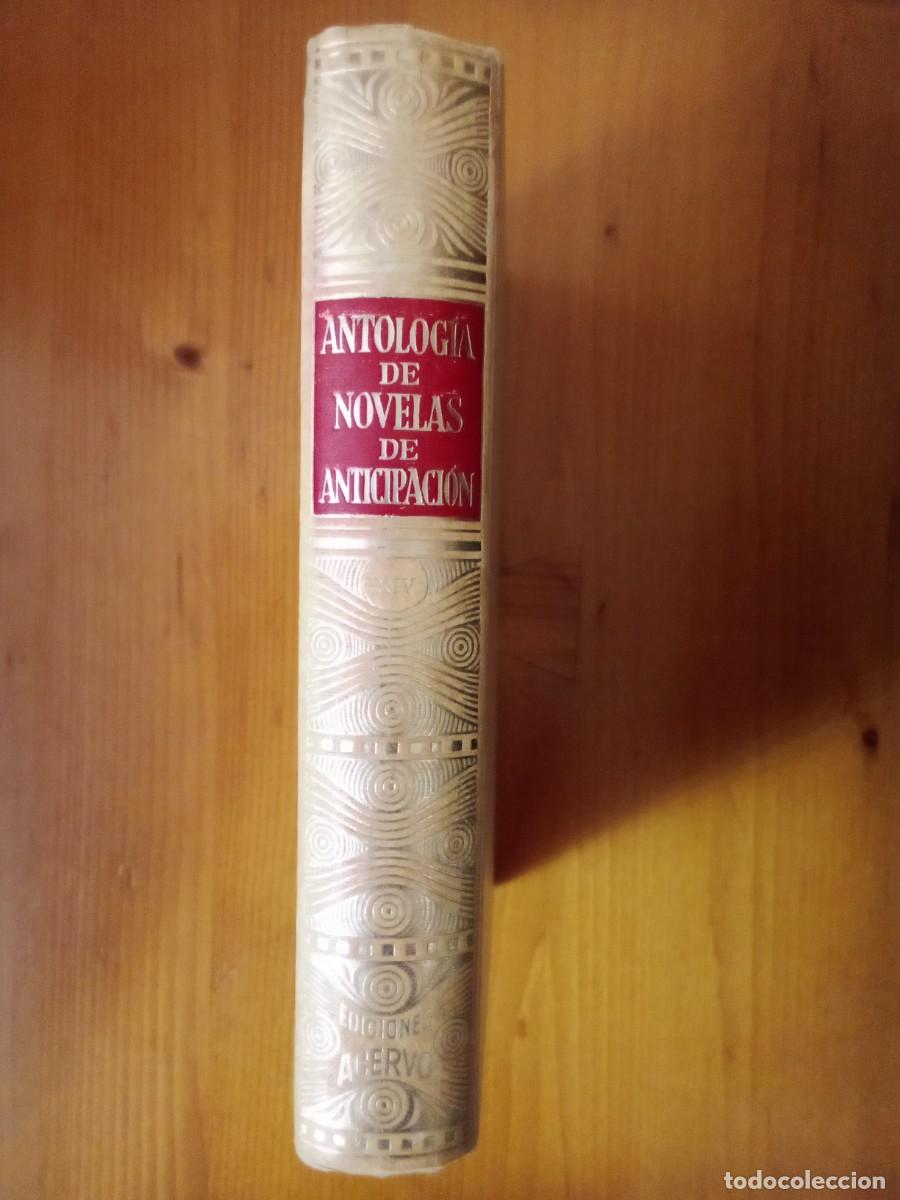 ANTOLOGÍA
DE
NOVELAS
DE
ANTICIPACIÓN
XIV
EDICIONES
ACERVO
todocoleccion